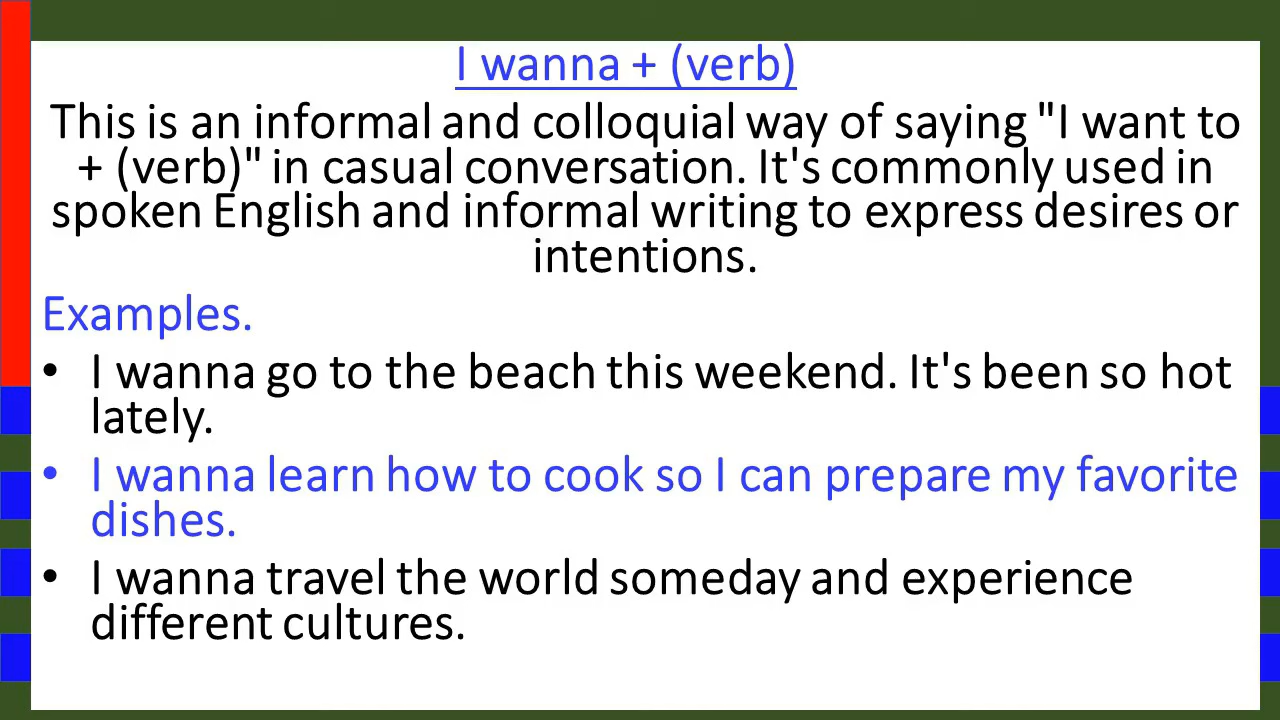 I wanna + (verb)
This is an informal and colloquial way of saying "I want to
+ (verb)" in casual conversation. It's commonly used in
spoken English and informal writing to express desires or
intentions.
Examples.
• I wanna go to the beach this weekend. It's been so hot
lately.
• I wanna learn how to cook so I can prepare my favorite
dishes.
• I wanna travel the world someday and experience
different cultures.